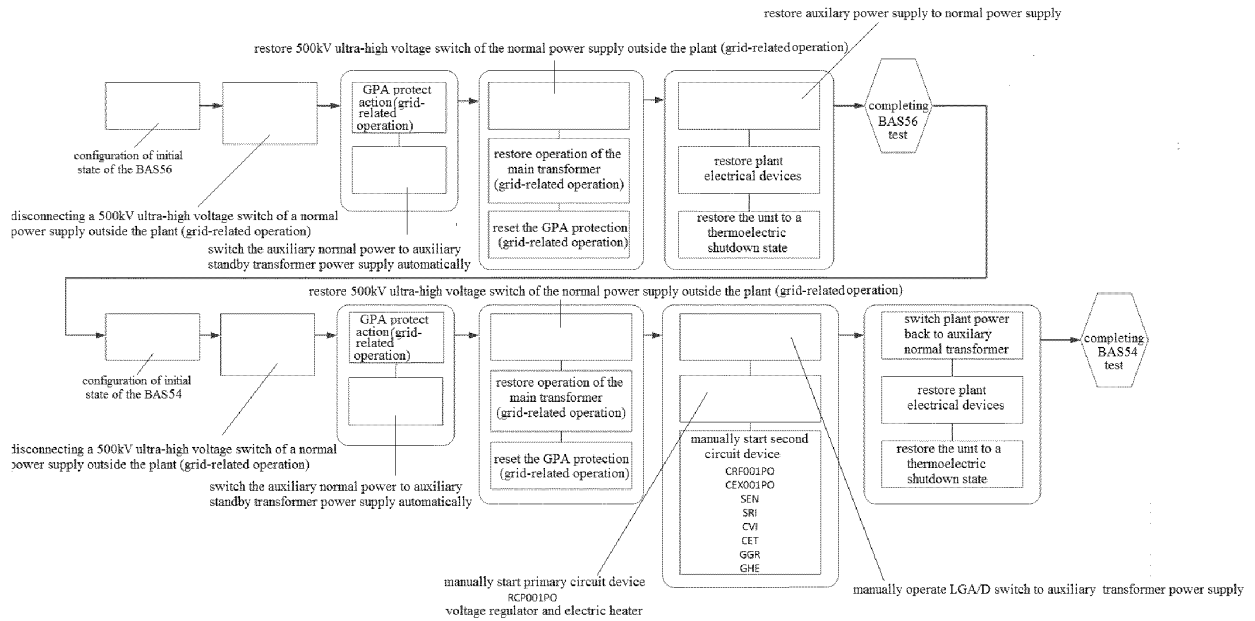 restore auxilary power supply to normal power supply
restore 500kV ultra-high voltage switch of the normal power supply outside the plant (grid-related operation)
GPA protect
action(grid-
related
operation)
completing
BAS56
test
configuration of initial
state of the BAS56
restore operation of the
main transformer
(grid-related operation)
restore plant
electrical devices
disconnecting a 500kV ultra-high voltage switch of a normal
power supply outside the plant (grid-related operation)
reset the GPA protection
(grid-related operation)
restore the unit to a
thermoelectric
shutdown state
switch the auxiliary normal power to auxiliary
standby transformer power supply automatically
restore 500kV ultra-high voltage switch of the normal power supply outside the plant (grid-related operation)
GPA protect
action(grid-
related
operation)
switch plant power
back to auxilary
normal transformer
completing
BAS54
test
configuration of initial
state of the BAS54
restore operation of the
main transformer
(grid-related operation)
restore plant
electrical devices
disconnecting a 500kV ultra-high voltage switch of a normal
power supply outside the plant (grid-related operation)
reset the GPA protection
(grid-related operation)
manually start second
circuit device
CRF001PO
CEX001PO
SEN
SRI
CVI
CET
GGR
GHE
restore the unit to a
thermoelectric
shutdown state
switch the auxiliary normal power to auxiliary
standby transformer power supply automatically
manually start primary circuit device
RCP001PO
voltage regulator and electric heater
manually operate LGA/D switch to auxiliary transformer power supply